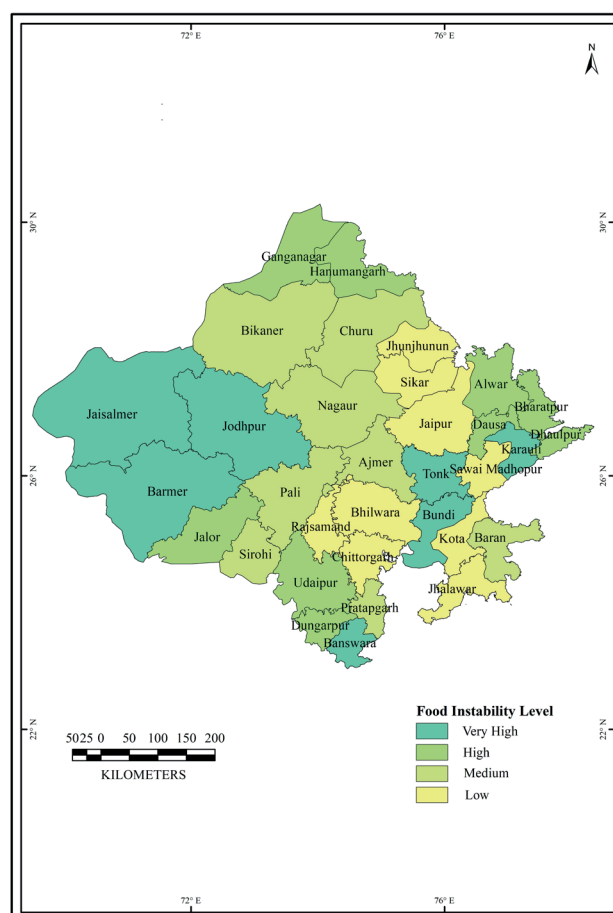 72° E
76° E
N
30° N
30° N
Ganganagar
Hanumangarh
Bikaner
Churu
Jhunjhunun
Sikar
Alwar
Jaisalmer
Nagaur
Bharatpur
Jodhpur
Jaipur
Dausa
Dhaulpur
Karauli
Ajmer
26° N
Tonk
Sawai Madhopur
26° N
Barmer
Pali
Bhilwara
Bundi
Rajsamand
Jalor
Kota
Baran
Sirohi
Chittorgath
Udaipur
Jhalawar
Pratapgarh
Dungarpur
Banswara
22° N
22° N
Food Instability Level
Very High
High
Medium
Low
5025 0 50 100 150 200
KILOMETERS
72° E
76° E